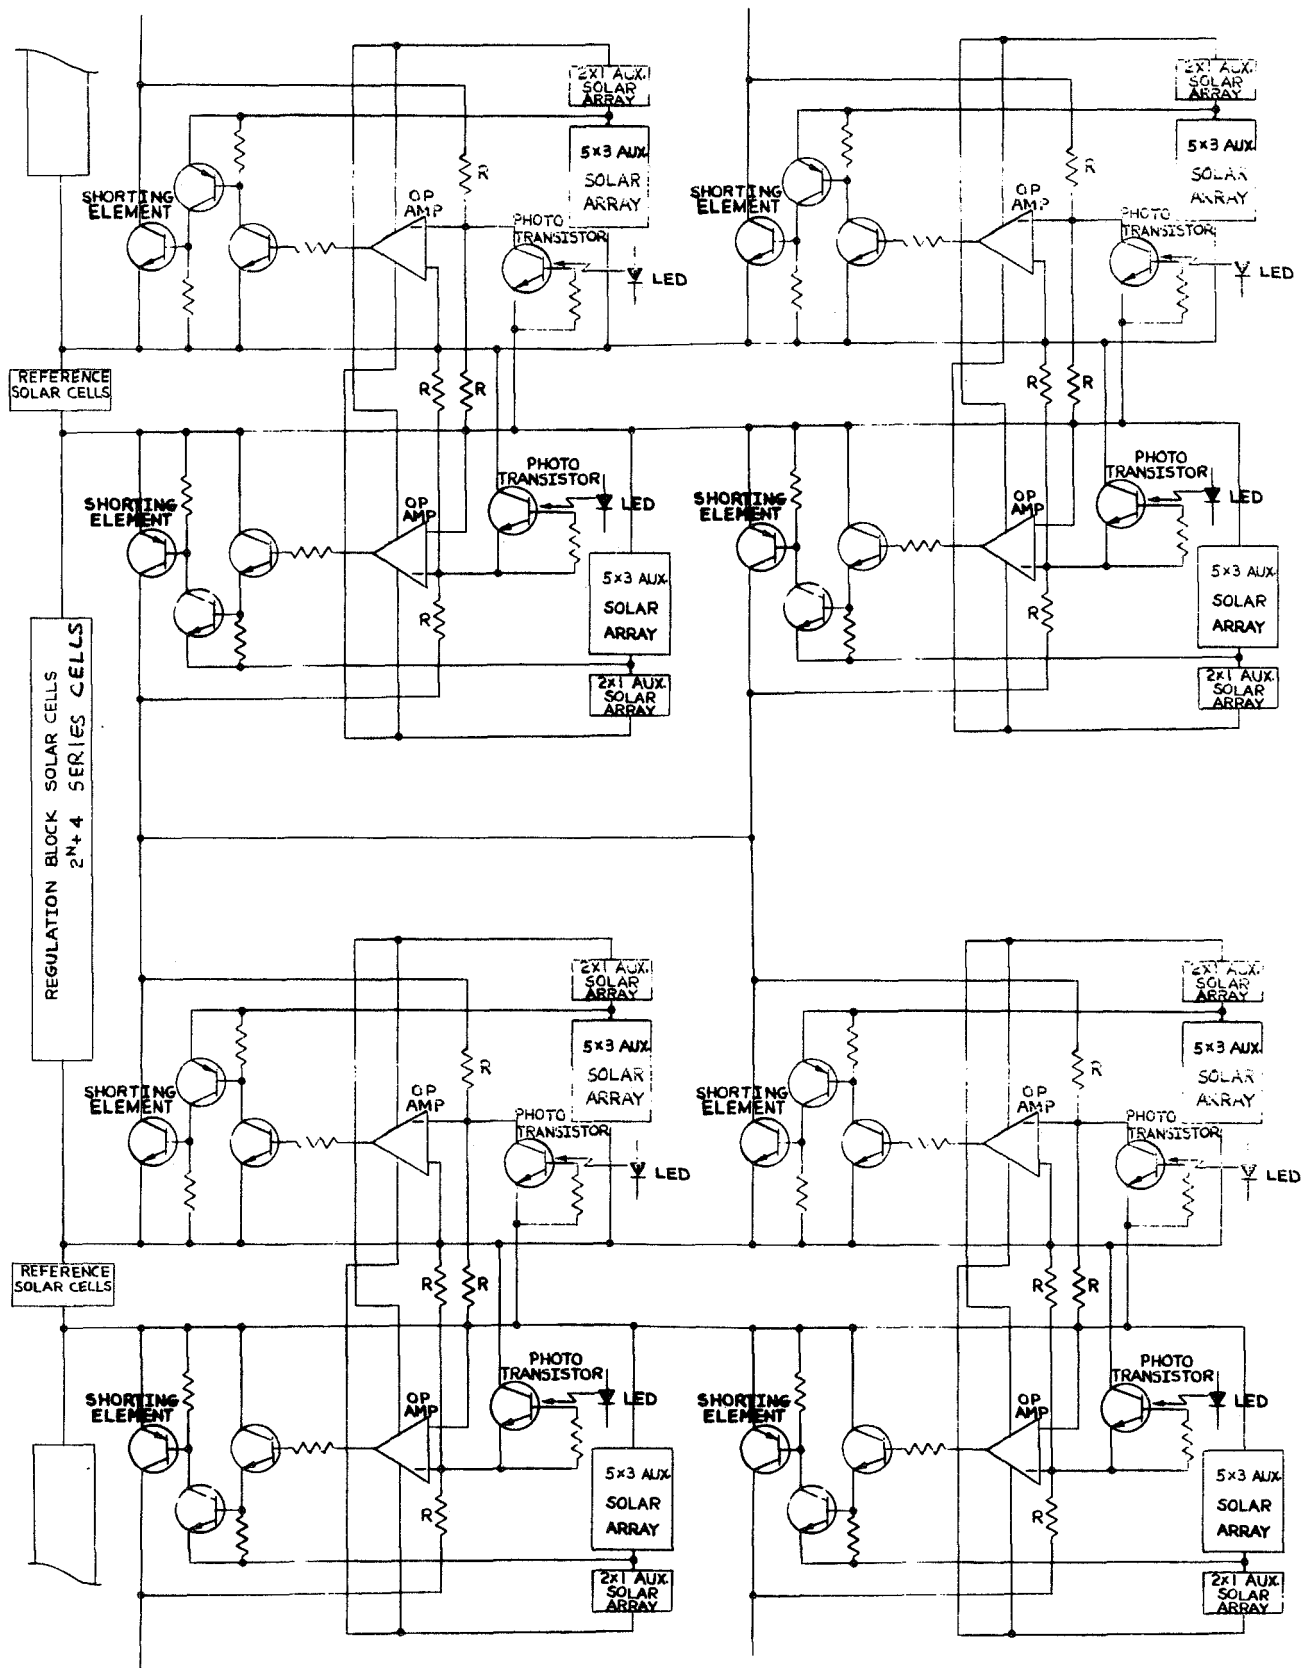 2X1 AUX.
SOLAR
ARRAY
5X3 AUX.
SOLAR
ARRAY
SHORTING
ELEMENT
OP
AMP
R
PHOTO
TRANSISTOR
LED
2X1 AUX.
SOLAR
ARRAY
5X3 AUX.
SOLAR
ARRAY
SHORTING
ELEMENT
OP
AMP
R
PHOTO
TRANSISTOR
LED
REFERENCE
SOLAR CELLS
R
R
R
R
SHORTING
ELEMENT
OP
AMP
PHOTO
TRANSISTOR
LED
5X3 AUX.
SOLAR
ARRAY
R
2X1 AUX.
SOLAR
ARRAY
SHORTING
ELEMENT
OP
AMP
PHOTO
TRANSISTOR
LED
5X3 AUX.
SOLAR
ARRAY
R
2X1 AUX.
SOLAR
ARRAY
REGULATION BLOCK SOLAR CELLS
2N+4 SERIES CELLS
2X1 AUX.
SOLAR
ARRAY
5X3 AUX.
SOLAR
ARRAY
SHORTING
ELEMENT
OP
AMP
R
PHOTO
TRANSISTOR
LED
2X1 AUX.
SOLAR
ARRAY
5X3 AUX.
SOLAR
ARRAY
SHORTING
ELEMENT
OP
AMP
R
PHOTO
TRANSISTOR
LED
REFERENCE
SOLAR CELLS
R
R
R
R
SHORTING
ELEMENT
OP
AMP
PHOTO
TRANSISTOR
LED
5X3 AUX.
SOLAR
ARRAY
R
2X1 AUX.
SOLAR
ARRAY
SHORTING
ELEMENT
OP
AMP
PHOTO
TRANSISTOR
LED
5X3 AUX.
SOLAR
ARRAY
R
2X1 AUX.
SOLAR
ARRAY